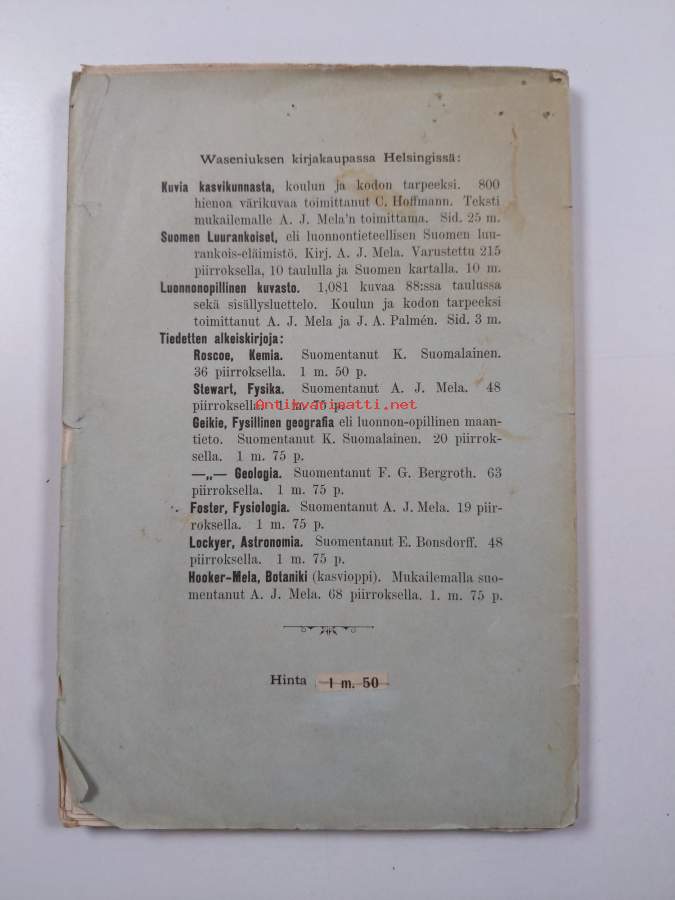 Waseniuksen kirjakaupassa Helsingissä:
Kuvia kasvikunnasta, koulun ja kodon tarpeeksi. 800
hienoa värikuvaa toimittanut C. Hoffmann. Teksti
mukailemalle A. J. Mela'n toimittama. Sid. 25 m.
Suomen Luurankoiset, eli luonnontieteellisen Suomen luu-
rankois-eläimistö. Kirj. A. J. Mela. Varustettu 215
piirroksella, 10 taululla ja Suomen kartalla. 10 m.
Luonnonopillinen kuvasto. 1,081 kuvaa 88:ssa taulussa
sekä sisällysluettelo. Koulun ja kodon tarpeeksi
toimittanut A. J. Mela ja J. A. Palmén. Sid. 3 m.
Tiedetten alkeiskirjoja:
Roscoe, Kemia. Suomentanut K. Suomalainen.
36 piirroksella. 1 m. 50 p.
Stewart, Fysika. Suomentanut A. J. Mela. 48
piirroksella. 1 m. 75 p.
Antikvariaatti.net
Geikie, Fysillinen geografia eli luonnon-opillinen maan-
tieto. Suomentanut K. Suomalainen. 20 piirrok-
sella. 1 m. 75 p.
—„— Geologia. Suomentanut F. G. Bergroth. 63
piirroksella. 1 m. 75 p.
Foster, Fysiologia. Suomentanut A. J. Mela. 19 piir-
roksella. 1 m. 75 p.
Lockyer, Astronomia. Suomentanut E. Bonsdorff. 48
piirroksella. 1 m. 75 p.
Hooker-Mela, Botaniki (kasvioppi). Mukailemalla suo-
mentanut A. J. Mela. 68 piirroksella. 1. m. 75 p.
Hinta 1 m. 50